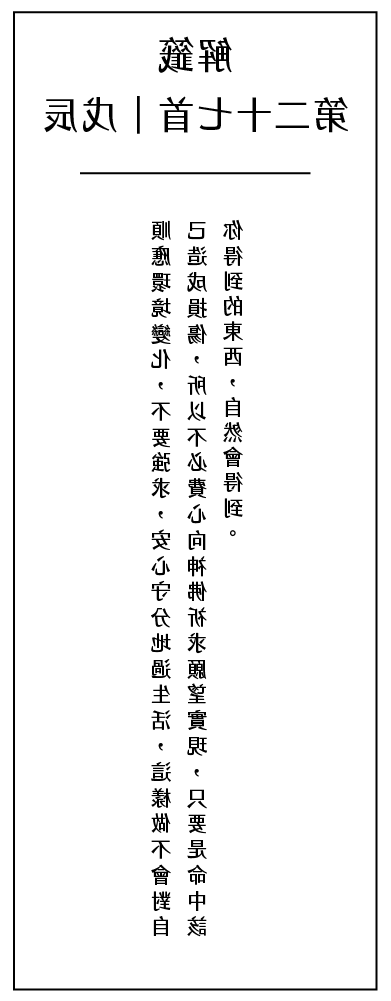 解籤
第二十七首｜戊辰
順應環境變化，不要強求，安心守分地過生活，這樣做不會對自
己造成損傷，所以不必費心向神佛祈求願望實現，只要是命中該
你得到的東西，自然會得到。